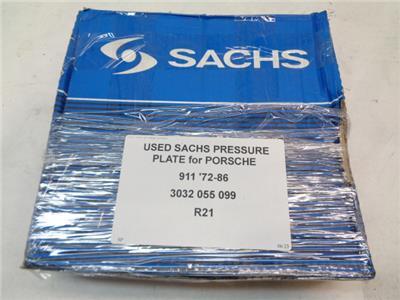 SACHS
USED SACHS PRESSURE
PLATE for PORSCHE
911 '72-86
3032 055 099
R21